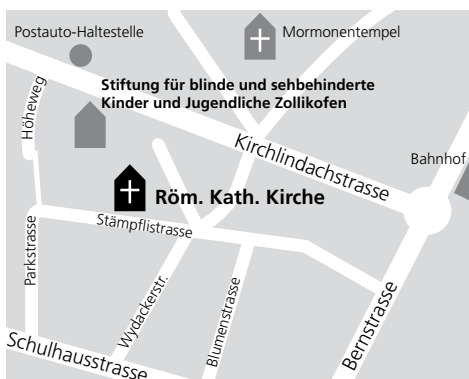 Postauto-Haltestelle
Mormonentempel
Stiftung für blinde und sehbehinderte
Kinder und Jugendliche Zollikofen
Höheweg
Kirchlindachstrasse
Bahnhof
Röm. Kath. Kirche
Stämpflistrasse
Parkstrasse
Wydackerstr.
Blumenstrasse
Bernstrasse
Schulhausstrasse